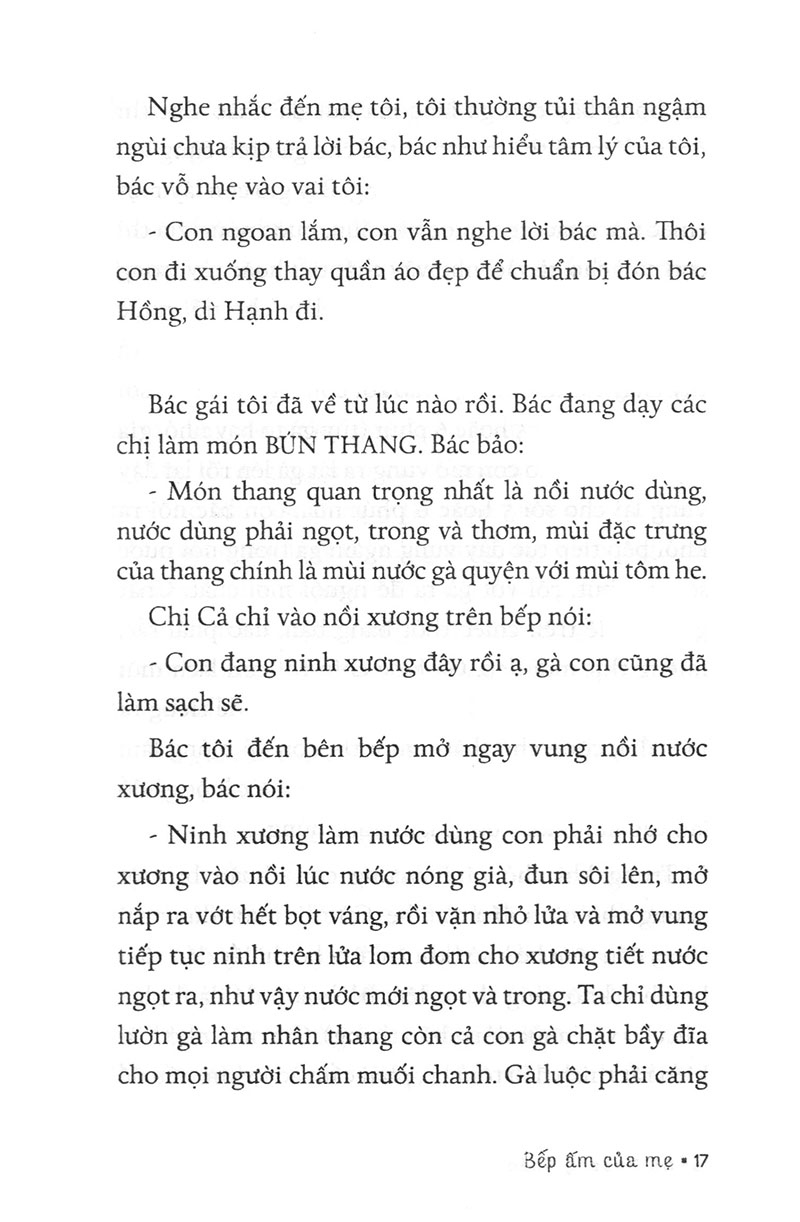 Nghe nhắc đến mẹ tôi, tôi thường tủi thân ngậm
ngùi chưa kịp trả lời bác, bác như hiểu tâm lý của tôi,
bác vỗ nhẹ vào vai tôi:
- Con ngoan lắm, con vẫn nghe lời bác mà. Thôi
con đi xuống thay quần áo đẹp để chuẩn bị đón bác
Hồng, dì Hạnh đi.
Bác gái tôi đã về từ lúc nào rồi. Bác đang dạy các
chị làm món BÚN THANG. Bác bảo:
- Món thang quan trọng nhất là nồi nước dùng,
nước dùng phải ngọt, trong và thơm, mùi đặc trưng
của thang chính là mùi nước gà quyện với mùi tôm he.
Chị Cả chỉ vào nồi xương trên bếp nói:
- Con đang ninh xương đây rồi ạ, gà con cũng đã
làm sạch sẽ.
Bác tôi đến bên bếp mở ngay vung nồi nước
xương, bác nói:
- Ninh xương làm nước dùng con phải nhớ cho
xương vào nồi lúc nước nóng già, đun sôi lên, mở
nắp ra vớt hết bọt váng, rồi vặn nhỏ lửa và mở vung
tiếp tục ninh trên lửa lom đom cho xương tiết nước
ngọt ra, như vậy nước mới ngọt và trong. Ta chỉ dùng
lườn gà làm nhân thang còn cả con gà chặt bầy đĩa
cho mọi người chấm muối chanh. Gà luộc phải căng
Bếp ấm của mẹ ▪ 17